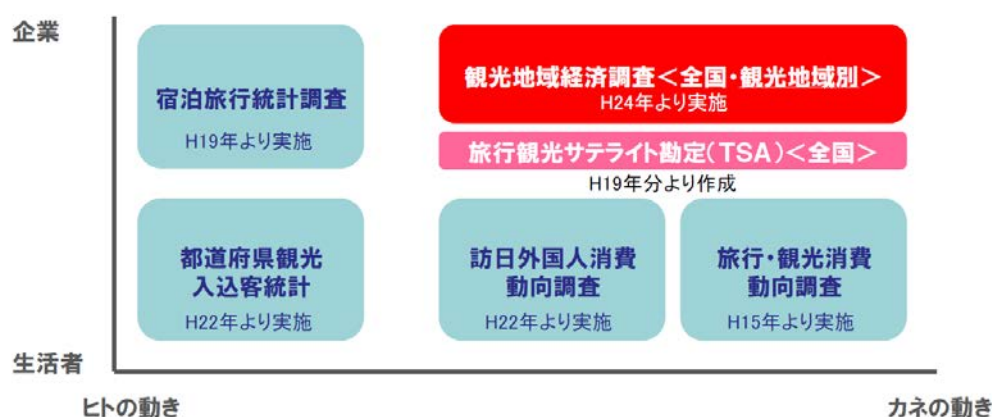 企業
宿泊旅行統計調査
H19年より実施
観光地域経済調査＜全国・観光地域別＞
H24年より実施
旅行観光サテライト勘定(TSA)＜全国＞
H19年分より作成
都道府県観光
入込客統計
H22年より実施
訪日外国人消費
動向調査
H22年より実施
旅行・観光消費
動向調査
H15年より実施
生活者
ヒトの動き
カネの動き